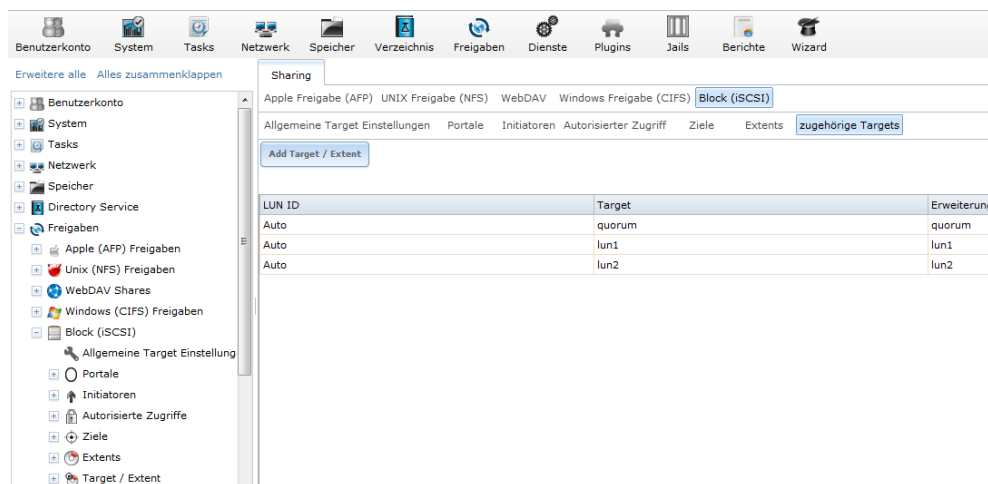 Benutzerkonto System Tasks Netzwerk Speicher Verzeichnis Freigaben Dienste Plugins Jails Berichte Wizard
Erweitere alle Alles zusammenklappen
Benutzerkonto
System
Tasks
Netzwerk
Speicher
Directory Service
Freigaben
Apple (AFP) Freigaben
Unix (NFS) Freigaben
WebDAV Shares
Windows (CIFS) Freigaben
Block (iSCSI)
Allgemeine Target Einstellung
Portale
Initiatoren
Autorisierte Zugriffe
Ziele
Extents
Target / Extent
Sharing
Apple Freigabe (AFP) UNIX Freigabe (NFS) WebDAV Windows Freigabe (CIFS) Block (iSCSI)
Allgemeine Target Einstellungen Portale Initiatoren Autorisierter Zugriff Ziele Extents zugehörige Targets
Add Target / Extent
LUN ID Target Erweiterung
Auto quorum quorum
Auto lun1 lun1
Auto lun2 lun2